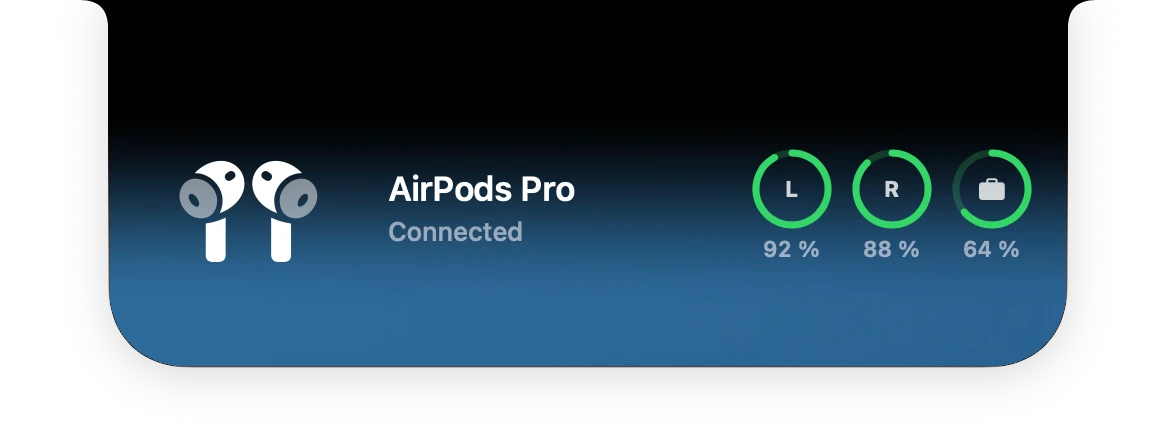 AirPods Pro
Connected
L
R
92 %
88 %
64 %